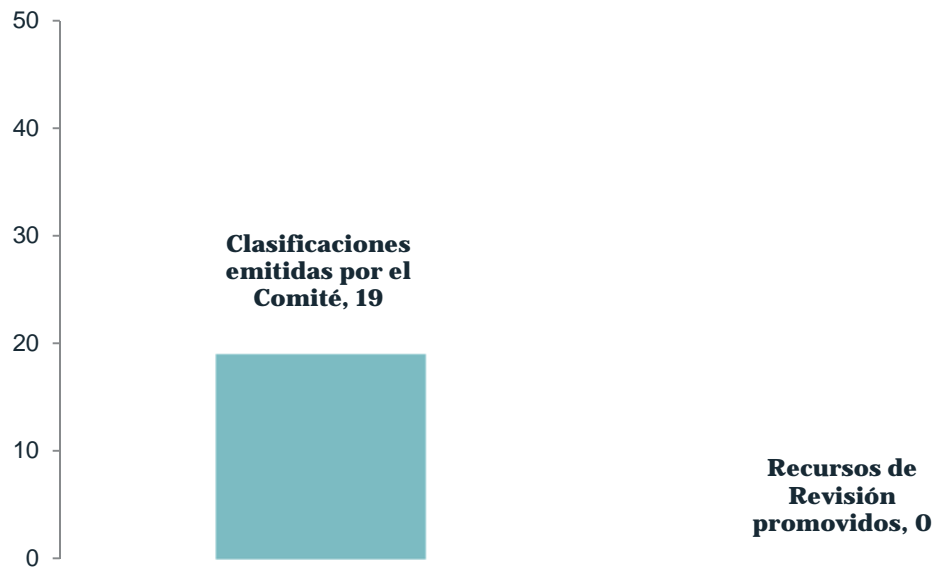 50
40
30
Clasificaciones
emitidas por el
Comité, 19
20
10
Recursos de
Revisión
promovidos, 0
0